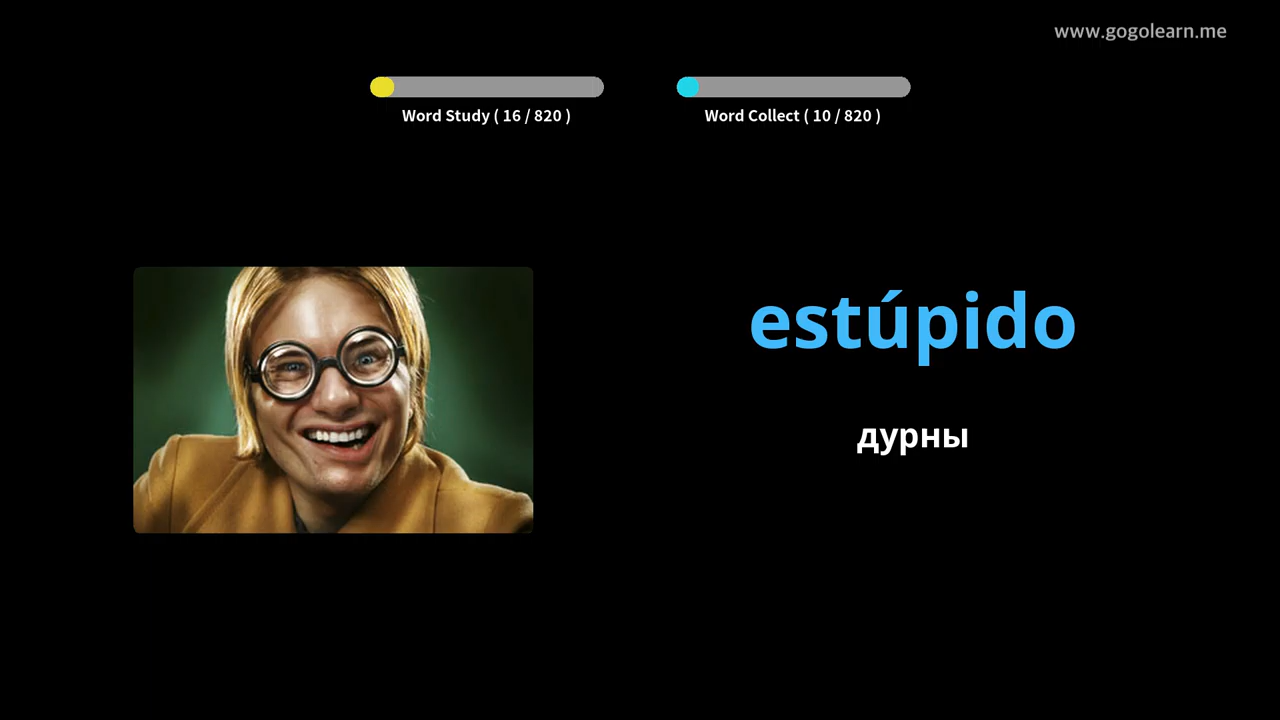 www.gogolearn.me
Word Study ( 16 / 820 )
Word Collect ( 10 / 820 )
estúpido
дурны